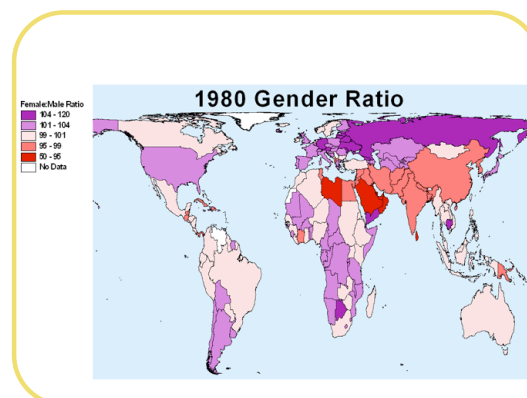 1980 Gender Ratio
Female:Male Ratio
104 - 120
101 - 104
99 - 101
95 - 99
50 - 95
No Data